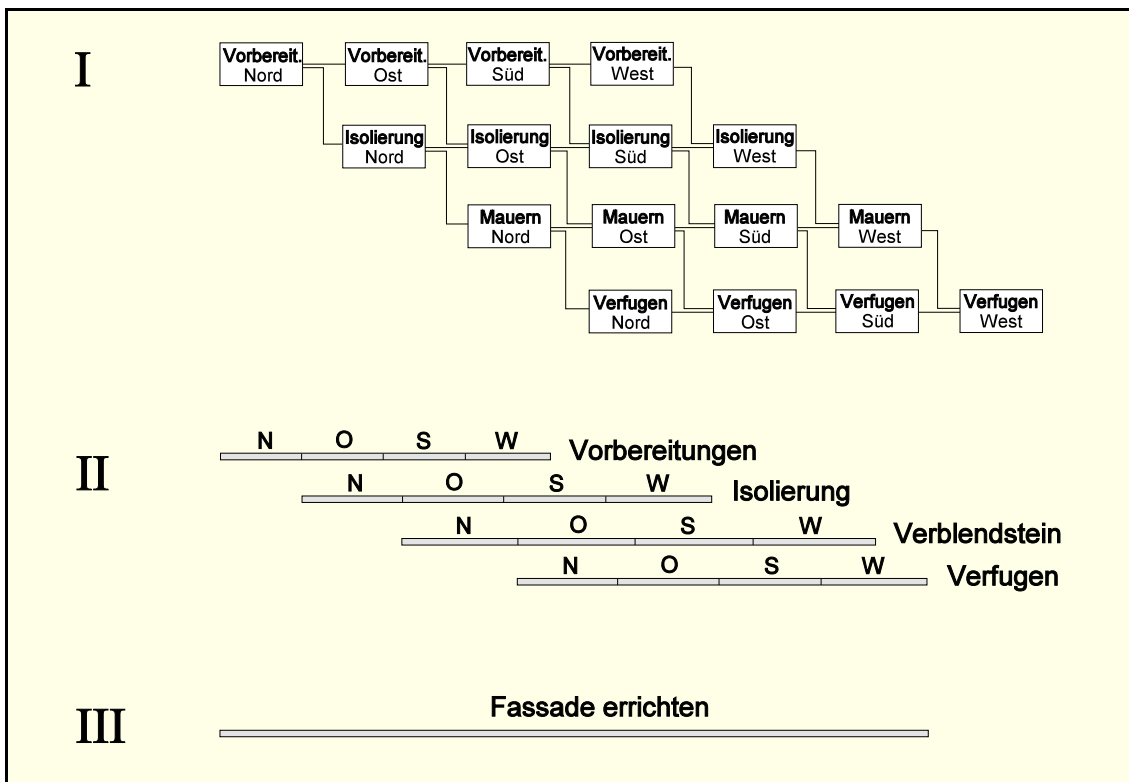 I
Vorbereit. Vorbereit. Vorbereit. Vorbereit.
Nord Ost Süd West
Isolierung Isolierung Isolierung Isolierung
Nord Ost Süd West
Mauern Mauern Mauern Mauern
Nord Ost Süd West
Verfugen Verfugen Verfugen Verfugen
Nord Ost Süd West
II
N O S W
Vorbereitungen
N O S W
Isolierung
N O S W
Verblendstein
N O S W
Verfugen
III
Fassade errichten